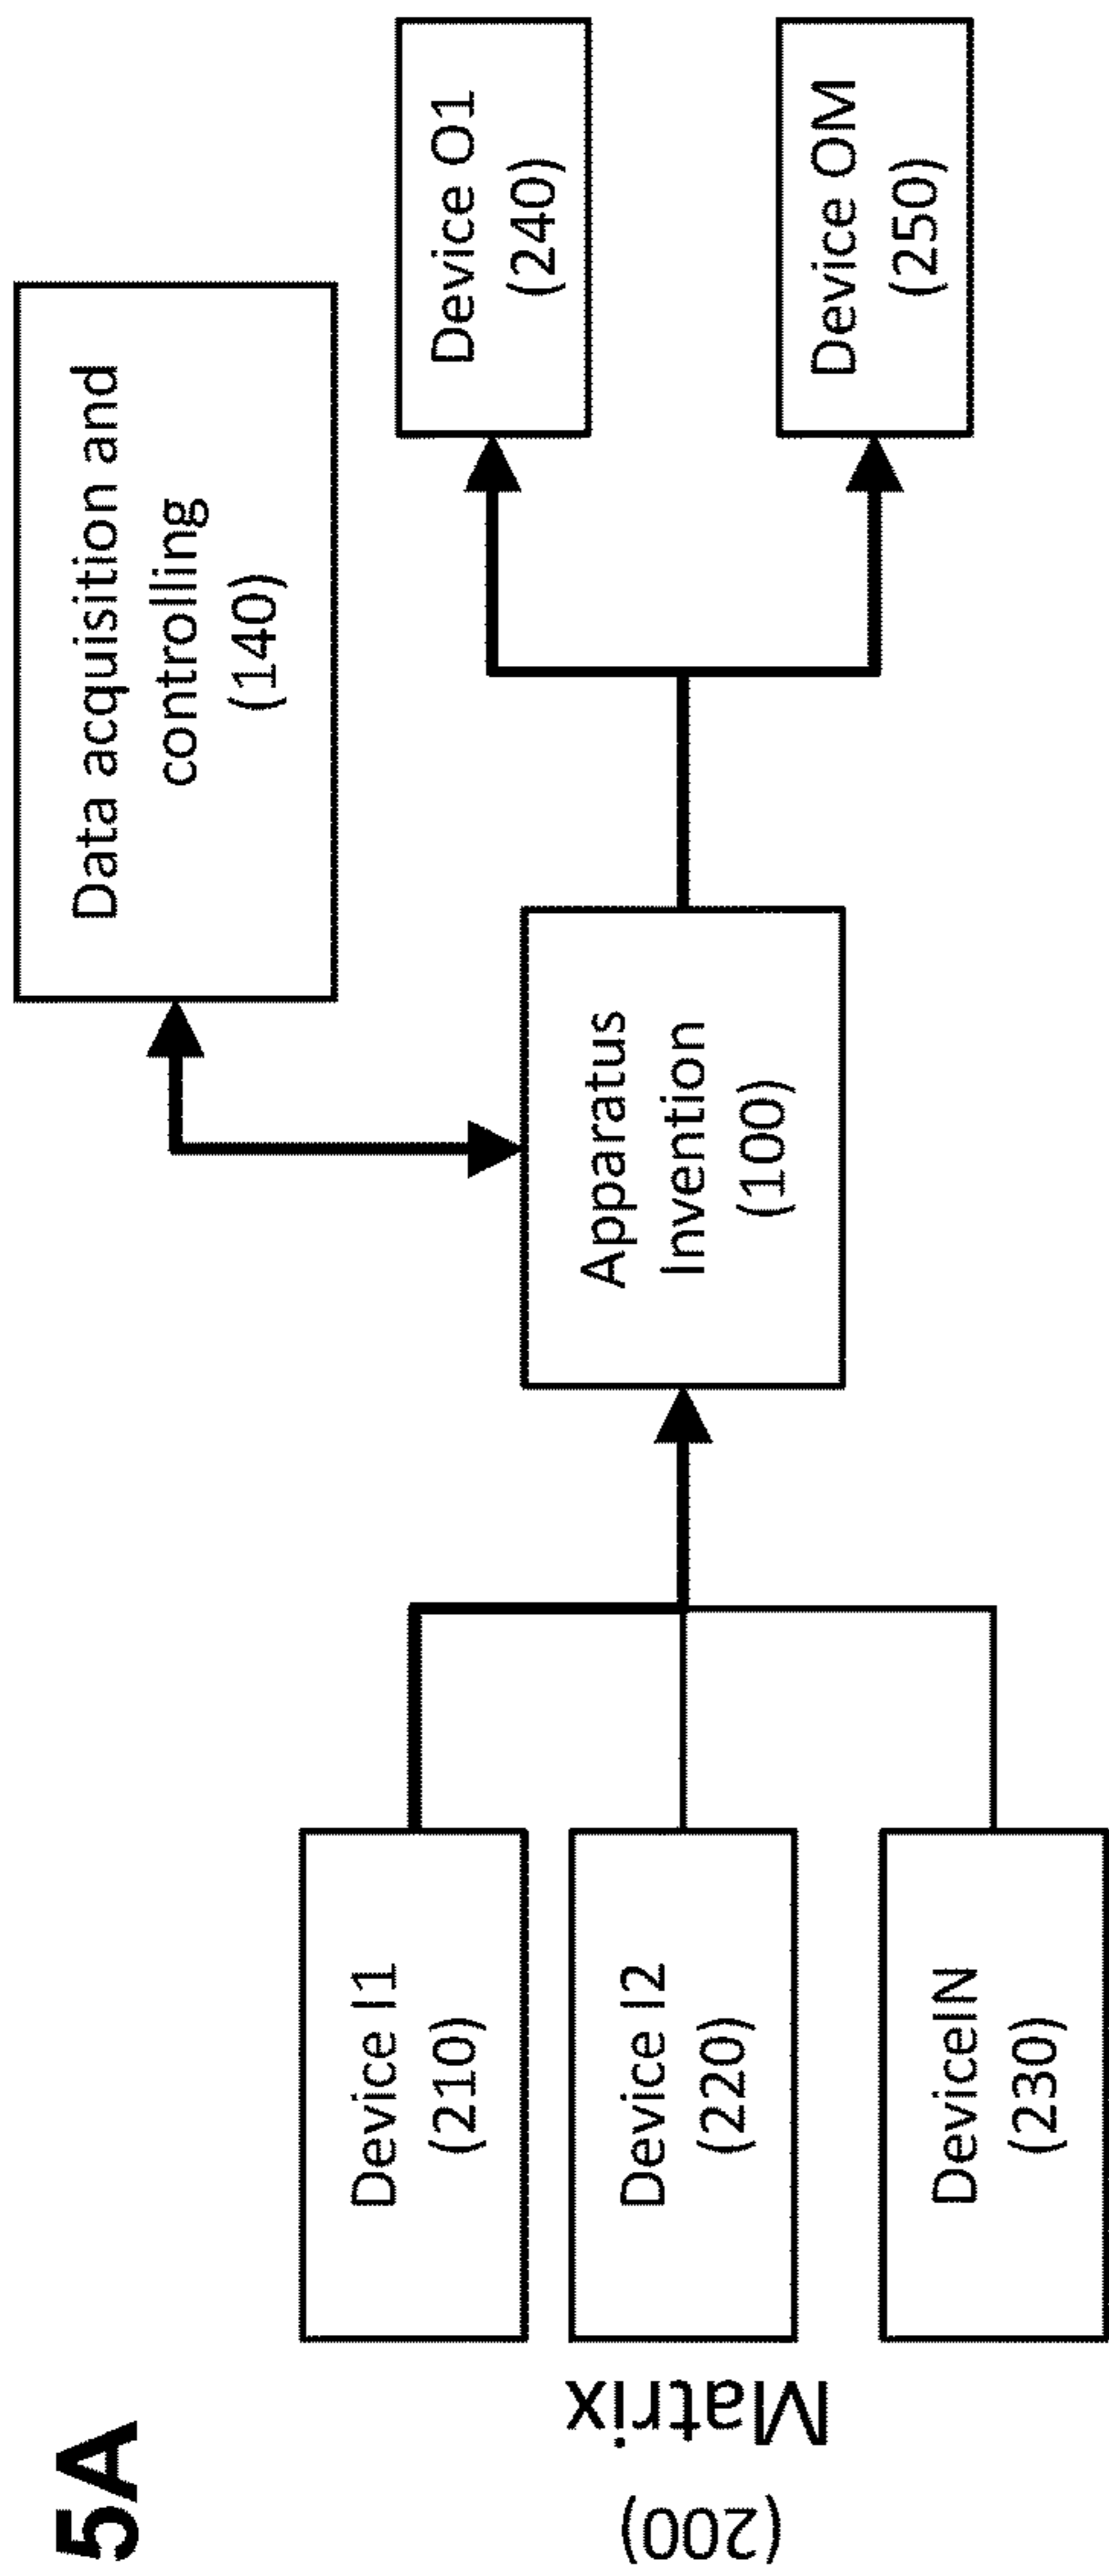 5A
Matrix
(200)
Device I1
(210)
Device I2
(220)
DeviceIN
(230)
Apparatus
Invention
(100)
Data acquisition and
controlling
(140)
Device O1
(240)
Device OM
(250)